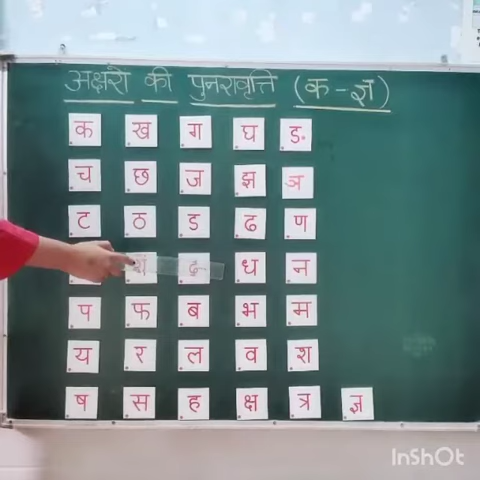 अक्षरों की पुनरावृत्ति (क - ज्ञ)
क ख ग घ ङ
च छ ज झ ञ
ट ठ ड ढ ण
द ध न
प फ ब भ म
य र ल व श
ष स ह क्ष त्र ज्ञ
InShOt